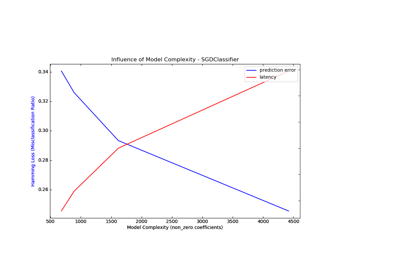 Influence of Model Complexity - SGDClassifier
prediction error
latency
0.34
0.32
0.30
0.28
0.26
Hamming Loss (Misclassification Ratio)
500 1000 1500 2000 2500 3000 3500 4000 4500
Model Complexity (non_zero coefficients)